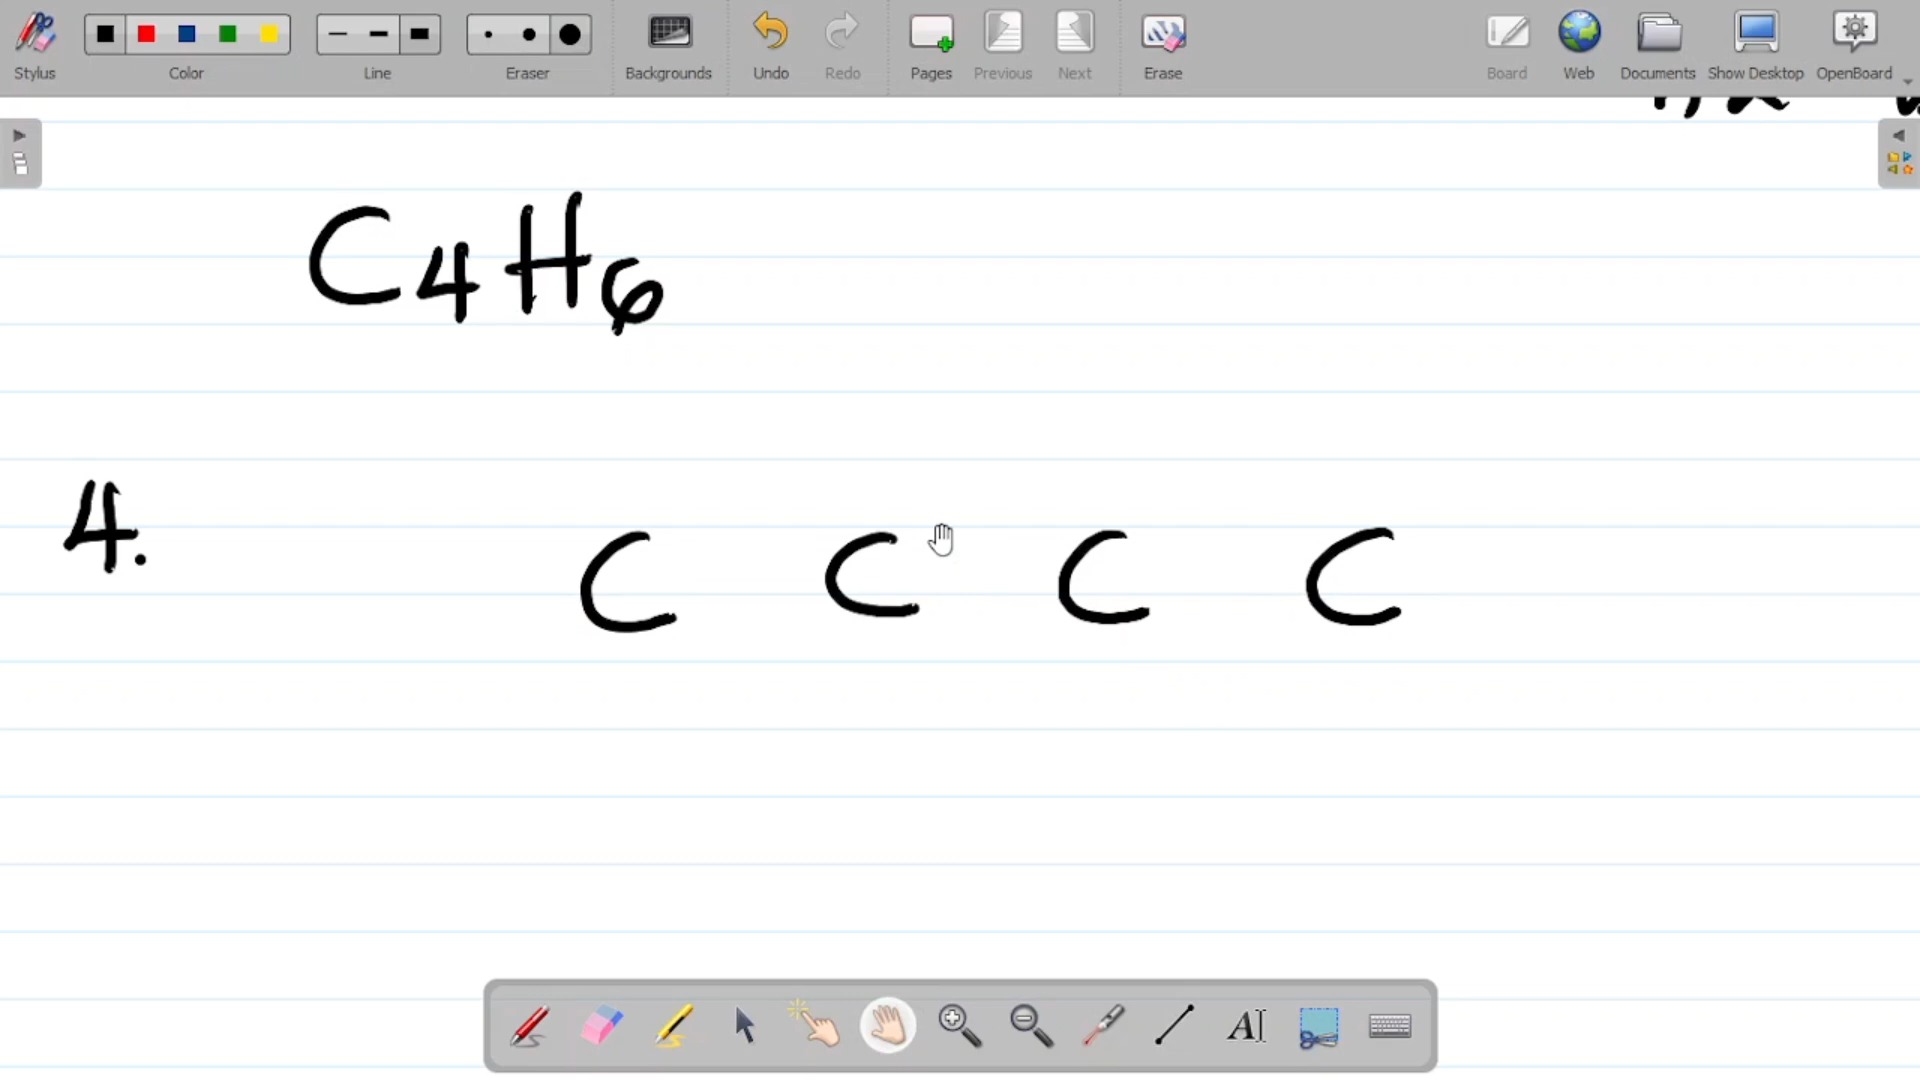 Stylus Color Line Eraser Backgrounds Undo Redo Pages Previous Next Erase Board Web Documents Show Desktop OpenBoard
C4H6
4. C C C C